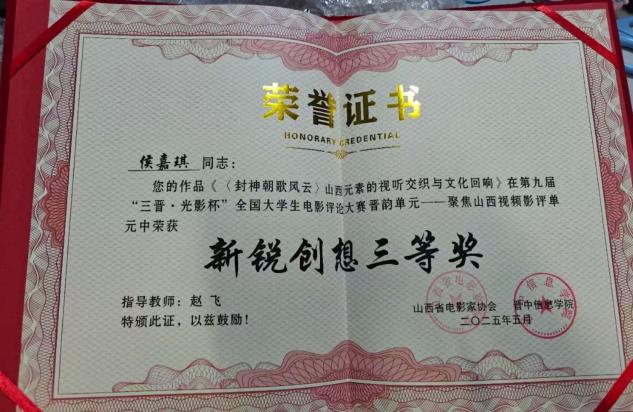 荣誉证书
HONORARY CREDENTIAL
侯嘉琪 同志：
您的作品《〈封神朝歌风云〉山西元素的视听交织与文化回响》在第九届
“三晋·光影杯”全国大学生电影评论大赛晋韵单元——聚焦山西视频影评单
元中荣获
新锐创想三等奖
指导教师：赵飞
特颁此证，以兹鼓励！
山西省电影家协会 晋中信息学院
二〇二五年五月